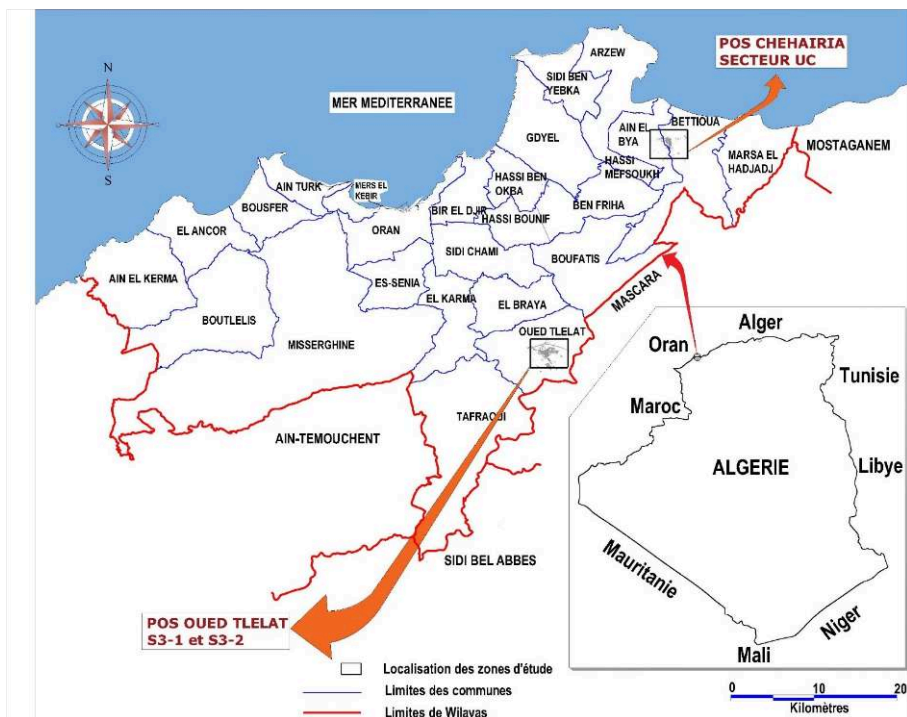 ARZEW
POS CHEHAIRIA
SECTEUR UC
N
S
MER MEDITERRANEE
SIDI BEN
YEBKA
GDYEL
AIN EL
BYA
BETTIOUA
MOSTAGANEM
MARSA EL
HADJADJ
HASSI
MEFSOUKH
HASSI BEN
OKBA
AIN TURK
MERS EL
KEBIR
BOUSFER
BIR EL DJIR
HASSI BOUNIF
BEN FRIHA
EL ANCOR
ORAN
SIDI CHAMI
BOUFATIS
AIN EL KERMA
ES-SENIA
EL KARMA
EL BRAYA
MASCARA
BOUTLELIS
MISSERGHINE
OUED TLELAT
TAFRAOUI
AIN-TEMOUCHENT
SIDI BEL ABBES
Alger
Oran
Tunisie
Maroc
ALGERIE
Libye
Mauritanie
Niger
Mali
POS OUED TLELAT
S3-1 et S3-2
Localisation des zones d'étude
Limites des communes
Limites de Wilayas
0 10 20
Kilomètres